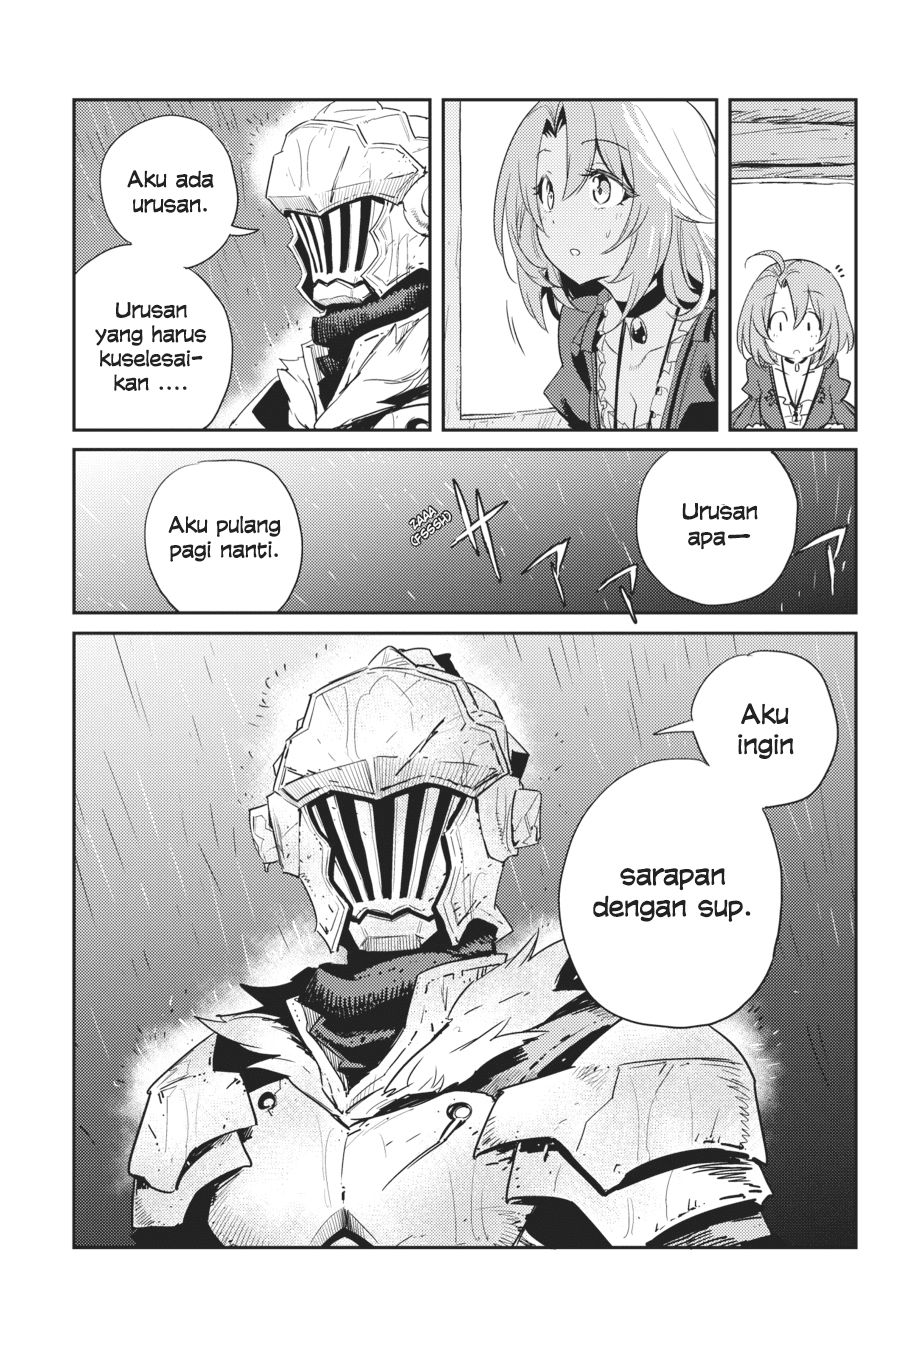 Aku ada
urusan.
Urusan
yang harus
kuselesai-
kan ....
Urusan
apa—
ZAAA
(FSSSH)
Aku pulang
pagi nanti.
Aku
ingin
sarapan
dengan sup.